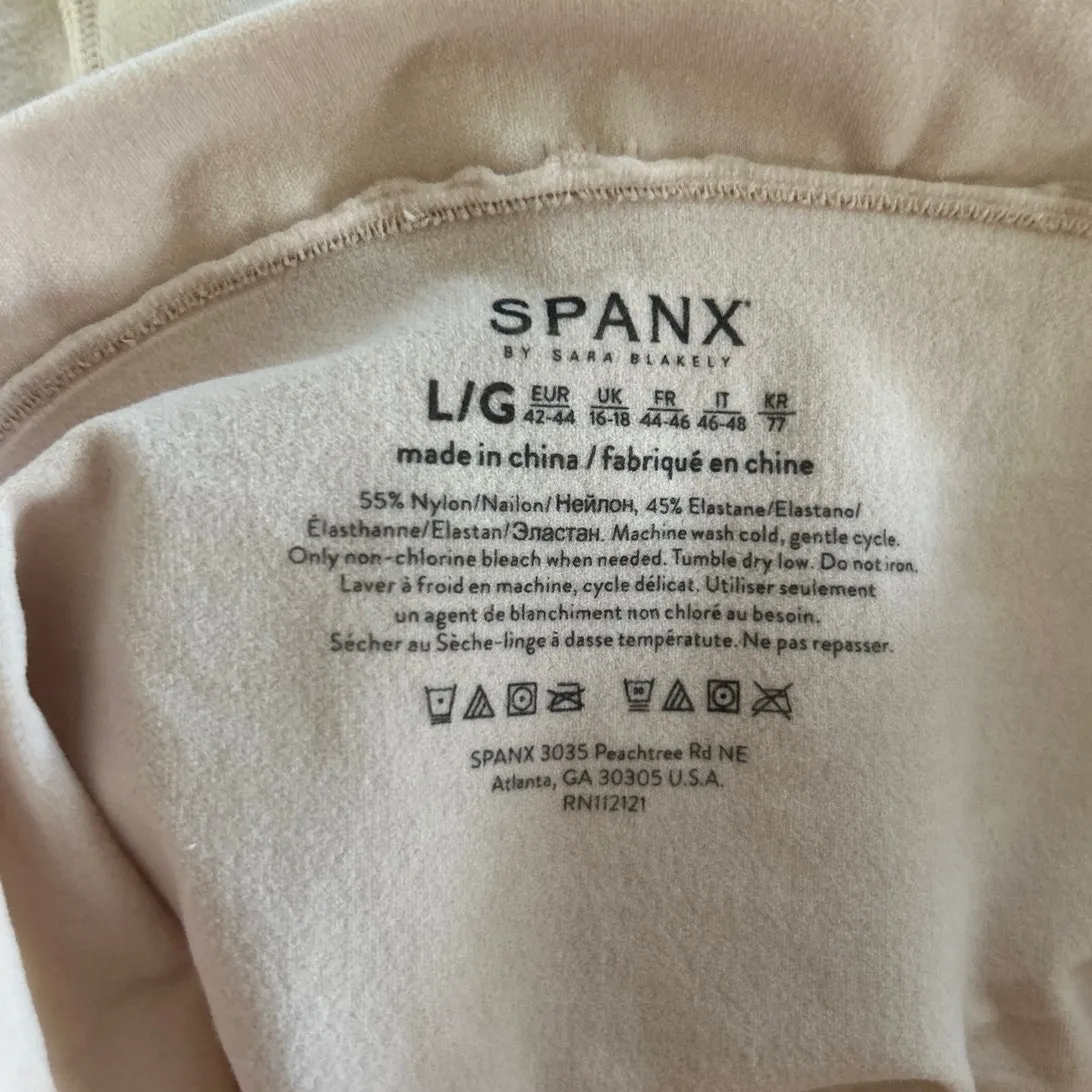 SPANX
BY SARA BLAKELY
L/G EUR 42-44 UK 16-18 FR 44-46 IT 46-48 KR 77
made in china / fabriqué en chine
55% Nylon/Nailon/Нейлон, 45% Elastane/Elastano/
Élasthanne/Elastan/Эластан. Machine wash cold, gentle cycle.
Only non-chlorine bleach when needed. Tumble dry low. Do not iron.
Laver à froid en machine, cycle délicat. Utiliser seulement
un agent de blanchiment non chloré au besoin.
Sécher au Sèche-linge à dasse températute. Ne pas repasser.
30
SPANX 3035 Peachtree Rd NE
Atlanta, GA 30305 U.S.A.
RN112121